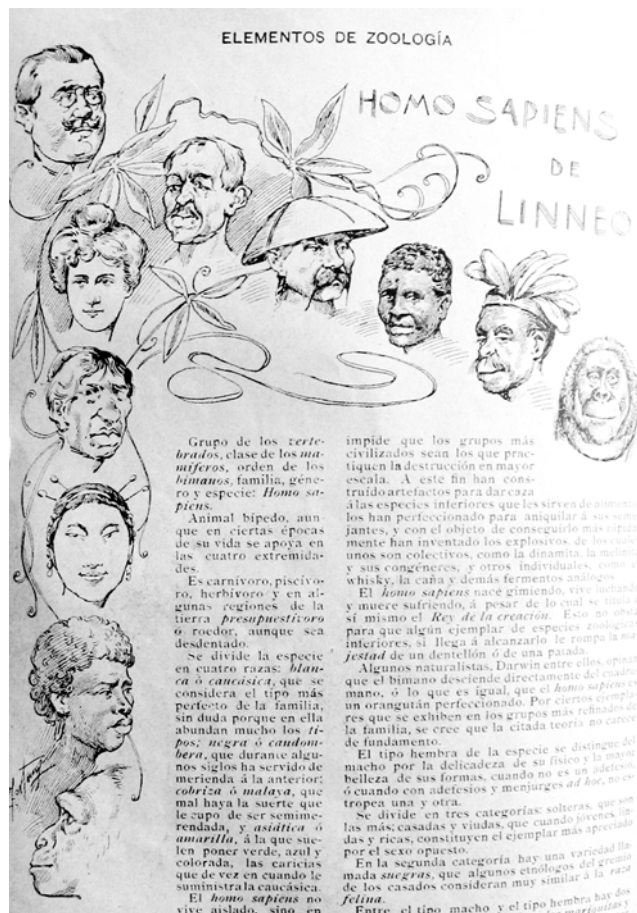 ELEMENTOS DE ZOOLOGÍA
HOMO SAPIENS
DE
LINNEO
Grupo de los verte-
brados, clase de los ma-
míferos, orden de los
bimanos, familia, géne-
ro y especie: Homo sa-
piens.
Animal bípedo, aun-
que en ciertas épocas
de su vida se apoya en
las cuatro extremida-
des.
Es carnívoro, piscívo-
ro, herbívoro y en al-
gunas regiones de la
tierra presupuestívoro
ó roedor, aunque sea
desdentado.
Se divide la especie
en cuatro razas: blan-
ca ó caucásica, que se
considera el tipo más
perfecto de la familia,
sin duda porque en ella
abundan mucho los ti-
pos; negra ó candom-
bera, que durante algu-
nos siglos ha servido de
merienda á la anterior;
cobriza ó malaya, que
mal haya la suerte que
le cupo de ser semime-
rendada, y asiática ó
amarilla, á la que sue-
len poner verde, azul y
colorada, las caricias
que de vez en cuando le
suministra la caucásica.
El homo sapiens no
vive aislado, sino en
impide que los grupos más
civilizados sean los que prac-
tiquen la destrucción en mayor
escala. A este fin han cons-
truído artefactos para dar caza
á las especies inferiores que les sirven de
los han perfeccionado para aniquilar á sus
jantes, y con el objeto de conseguirlo más
mente han inventado los explosivos, de los
unos son colectivos, como la dinamita, la
y sus congéneres, y otros individuales, como
whisky, la caña y demás fermentos análogos.
El homo sapiens nace gimiendo, vive luchando
y muere sufriendo, á pesar de lo cual se titula á
sí mismo el Rey de la creación. Esto no
para que algún ejemplar de especies zoológicas
inferiores, si llega á alcanzarlo le rompa la ma-
jestad de un dentellón ó de una patada.
Algunos naturalistas, Darwin entre ellos, opinan
que el bimano desciende directamente del cuadru-
mano, ó lo que es igual, que el homo sapiens es
un orangután perfeccionado. Por ciertos ejempla-
res que se exhiben en los grupos más refinados de
la familia, se cree que la citada teoría no carece
de fundamento.
El tipo hembra de la especie se distingue del
macho por la delicadeza de su físico y la mayor
belleza de sus formas, cuando no es un adefesio,
ó cuando con adefesios y menjurges ad hoc, no es-
tropea una y otra.
Se divide en tres categorías: solteras, que son
las más; casadas y viudas, que cuando jóvenes, lin-
das y ricas, constituyen el ejemplar más apreciado
por el sexo opuesto.
En la segunda categoría hay una variedad lla-
mada suegras, que algunos etnólogos del gremio
de los casados consideran muy similar á la raza
felina.
Entre el tipo macho y el tipo hembra hay dos
mariquitas y